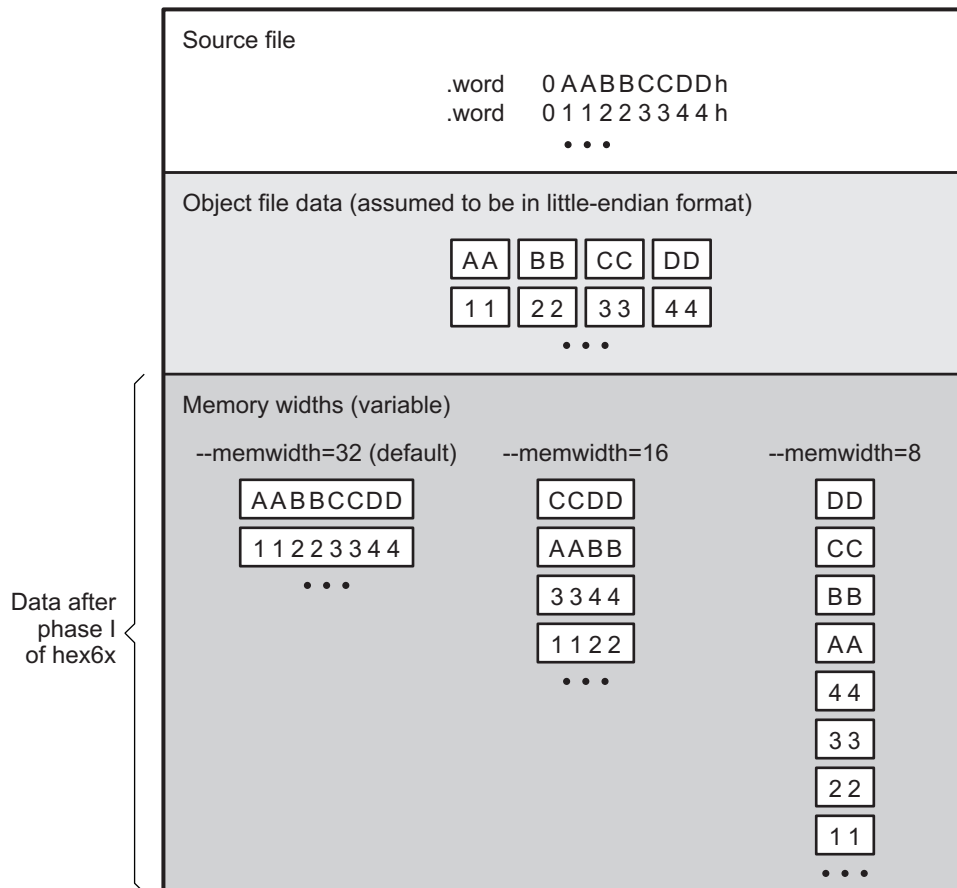 Source file
.word 0AABBCCDDh
.word 011223344h
• • •
Object file data (assumed to be in little-endian format)
AA BB CC DD
11 22 33 44
• • •
Memory widths (variable)
--memwidth=32 (default) --memwidth=16 --memwidth=8
AABBCCDD CCDD DD
11223344 AABB CC
• • • 3344 BB
1122 AA
• • • 44
33
22
11
• • •
Data after
phase I
of hex6x